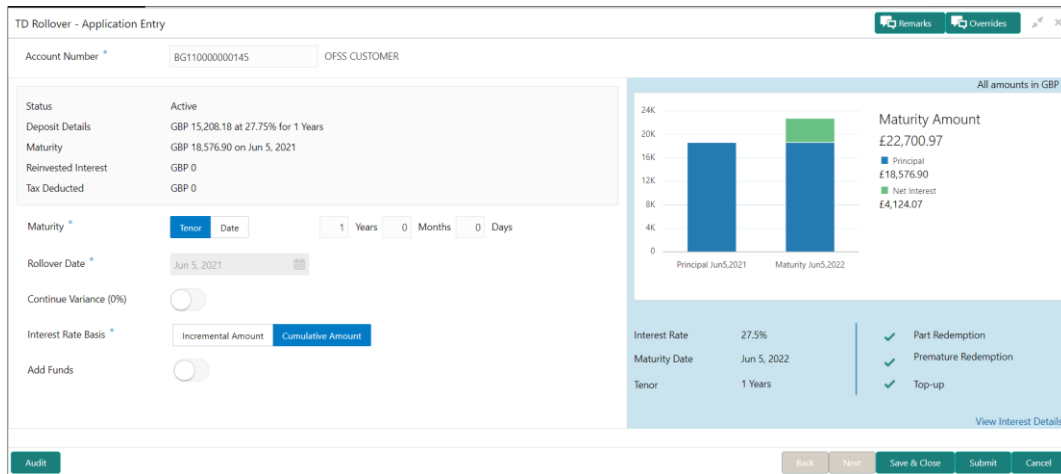 TD Rollover - Application Entry
Remarks
Overrides
Account Number *
BG110000000145
OFSS CUSTOMER
Status Active
Deposit Details GBP 15,208.18 at 27.75% for 1 Years
Maturity GBP 18,576.90 on Jun 5, 2021
Reinvested Interest GBP 0
Tax Deducted GBP 0
Maturity * Tenor Date 1 Years 0 Months 0 Days
Rollover Date * Jun 5, 2021
Continue Variance (0%)
Interest Rate Basis * Incremental Amount Cumulative Amount
Add Funds
All amounts in GBP
24K
20K
16K
12K
8K
4K
0
Principal Jun5,2021 Maturity Jun5,2022
Maturity Amount
£22,700.97
Principal
£18,576.90
Net Interest
£4,124.07
Interest Rate 27.5%
Maturity Date Jun 5, 2022
Tenor 1 Years
Part Redemption
Premature Redemption
Top-up
View Interest Details
Audit
Back Next Save & Close Submit Cancel